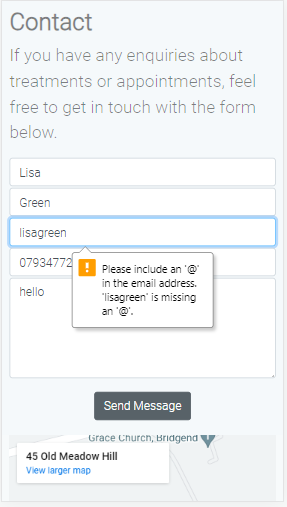 Contact
If you have any enquiries about
treatments or appointments, feel
free to get in touch with the form
below.
Lisa
Green
lisagreen
07934772
Please include an '@'
in the email address.
'lisagreen' is missing
an '@'.
hello
Send Message
Grace Church, Bridgend
45 Old Meadow Hill
View larger map